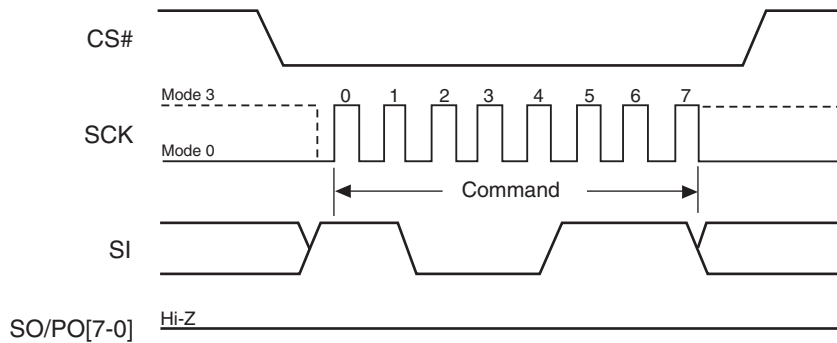 CS#
Mode 3
0 1 2 3 4 5 6 7
SCK
Mode 0
Command
SI
Hi-Z
SO/PO[7-0]